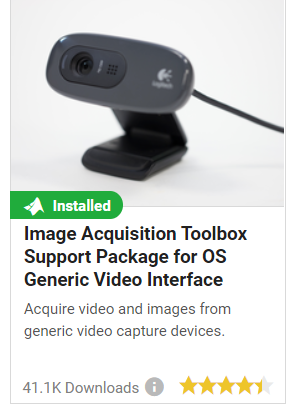 logitech
Installed
Image Acquisition Toolbox
Support Package for OS
Generic Video Interface
Acquire video and images from
generic video capture devices.
41.1K Downloads